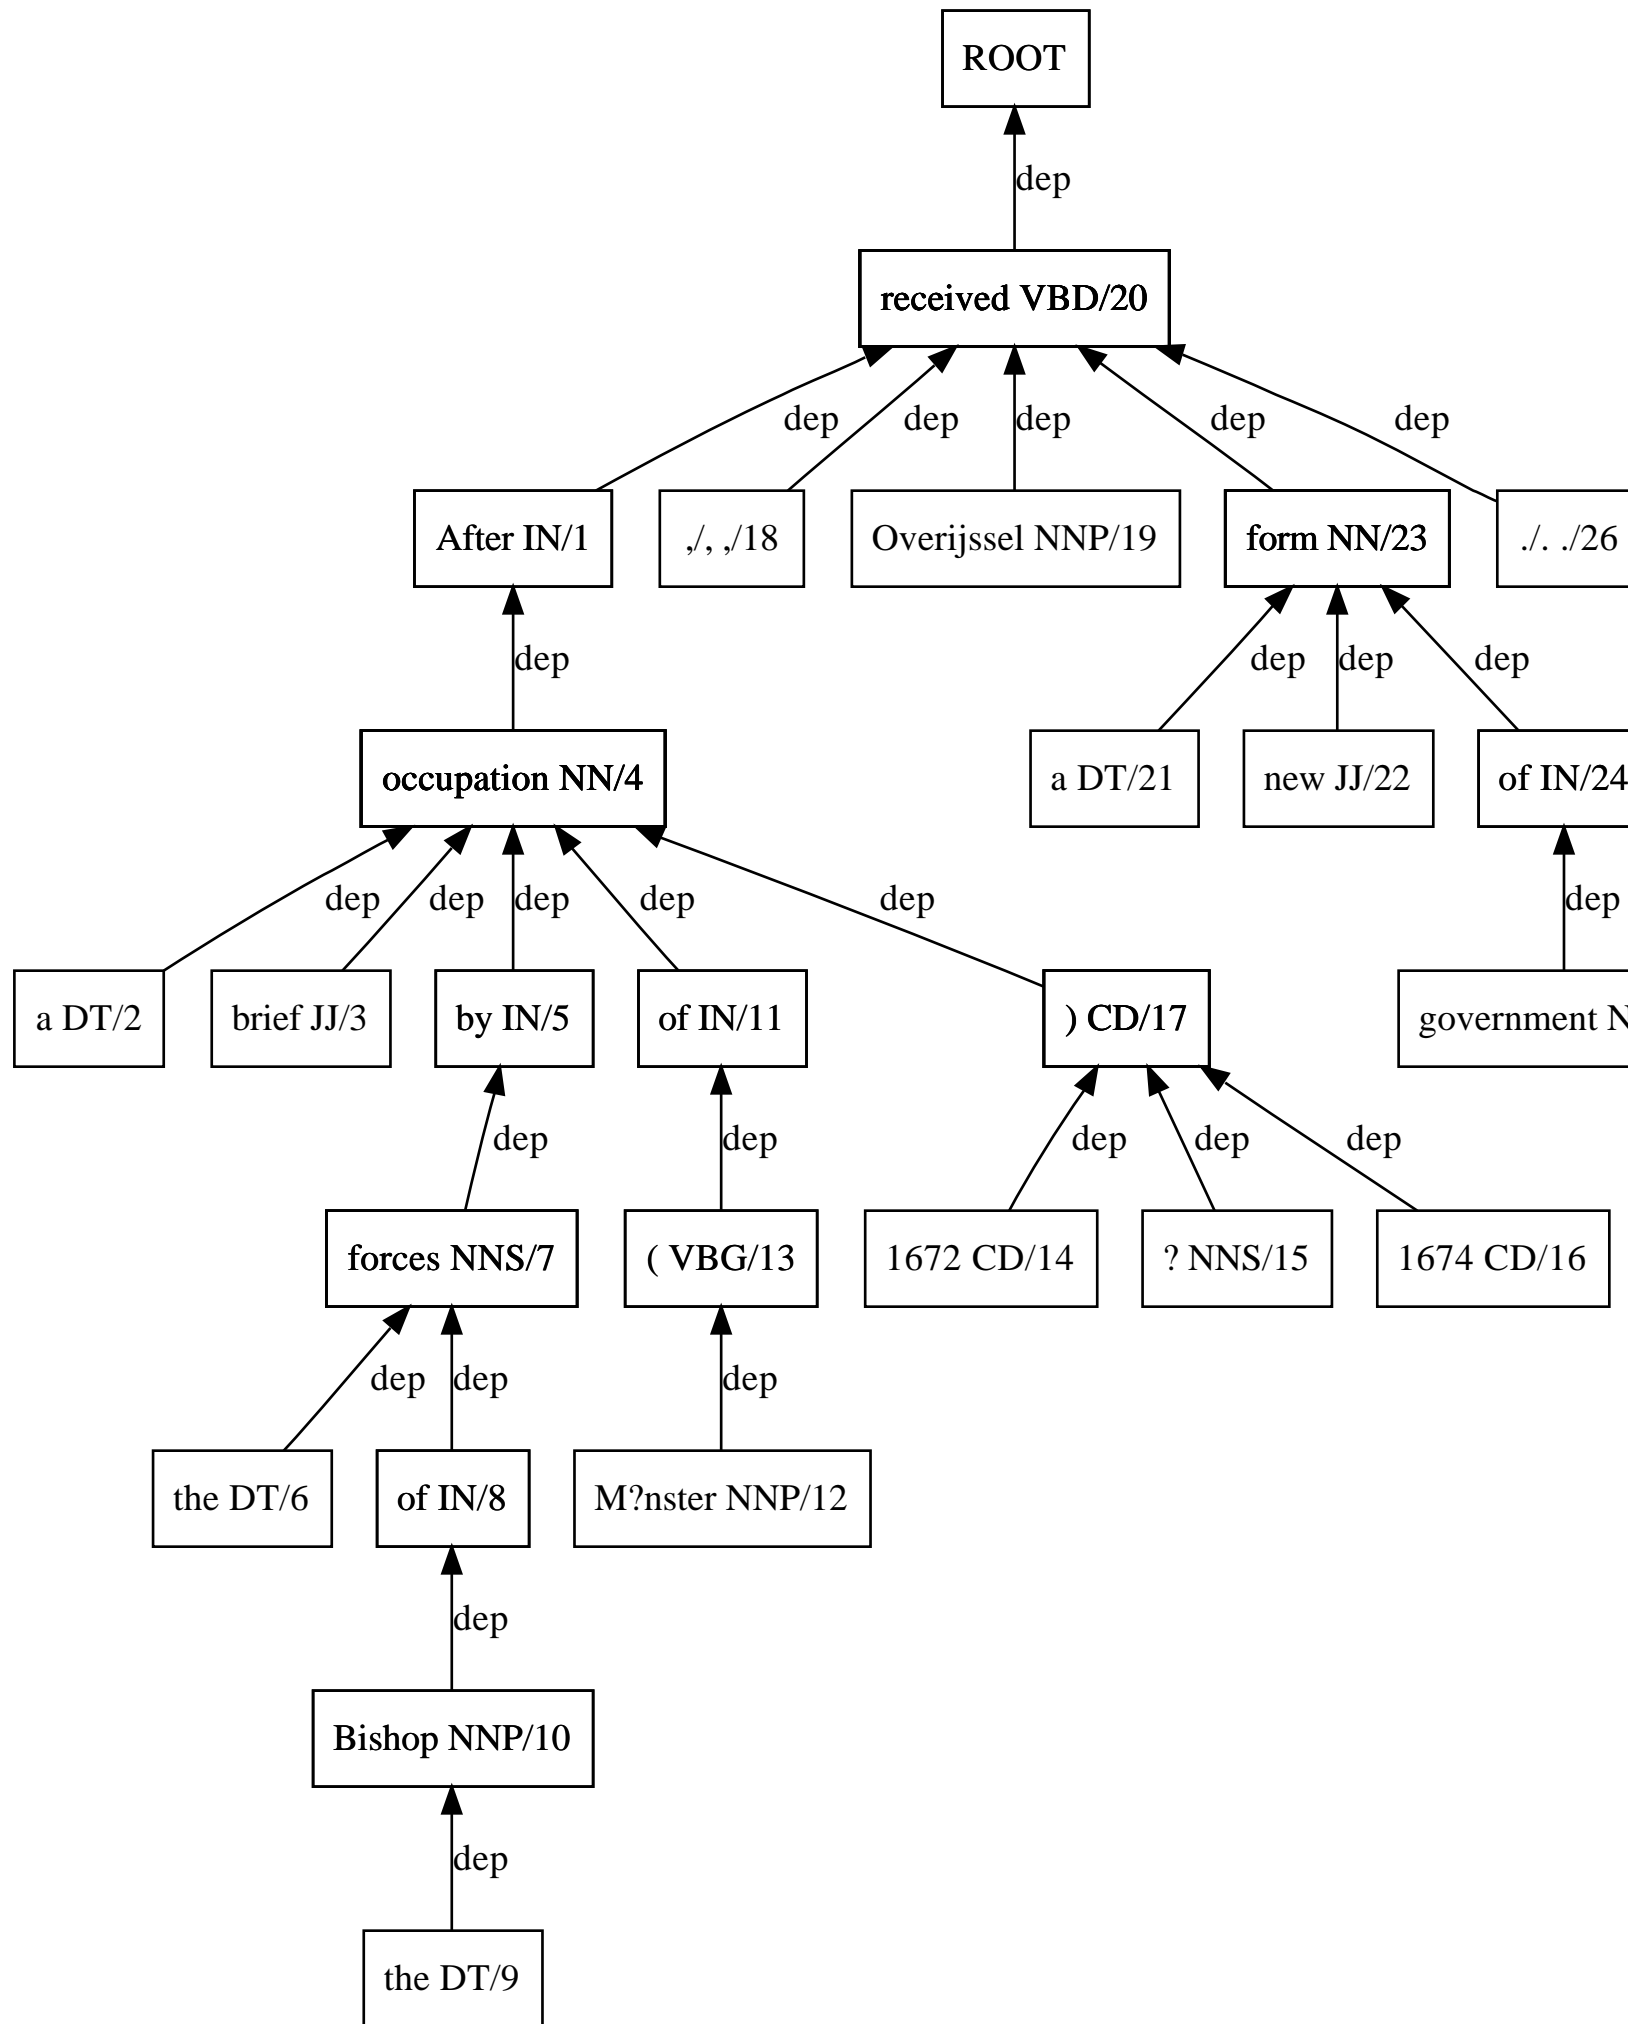 ROOT
dep
received VBD/20
dep dep dep dep dep
After IN/1 ,/, ,/18 Overijssel NNP/19 form NN/23 ./. ./26
dep dep dep dep
occupation NN/4 a DT/21 new JJ/22 of IN/24
dep dep dep dep dep dep
a DT/2 brief JJ/3 by IN/5 of IN/11 ) CD/17 government N
dep dep dep dep dep
forces NNS/7 ( VBG/13 1672 CD/14 ? NNS/15 1674 CD/16
dep dep dep
the DT/6 of IN/8 M?nster NNP/12
dep
Bishop NNP/10
dep
the DT/9